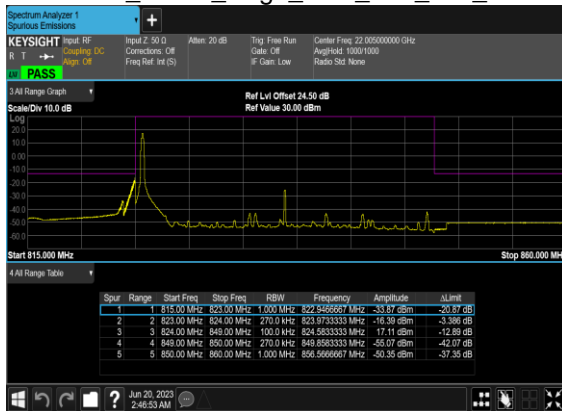 Spectrum Analyzer 1
Spurious Emissions
+
KEYSIGHT Input: RF Input Z: 50 Ω Atten: 20 dB Trig: Free Run Center Freq: 22.005000000 GHz
R T Coupling: DC Corrections: Off Gate: Off Avg|Hold: 1000/1000
Align: Off Freq Ref: Int (S) IF Gain: Low Radio Std: None
PASS
3 All Range Graph
Ref Lvl Offset 24.50 dB
Scale/Div 10.0 dB Ref Value 30.00 dBm
Log
20.0
10.0
0.00
-10.0
-20.0
-30.0
-40.0
-50.0
-60.0
Start 815.000 MHz Stop 860.000 MH
4 All Range Table
Spur Range Start Freq Stop Freq RBW Frequency Amplitude ΔLimit
1 1 815.00 MHz 823.00 MHz 1.000 MHz 822.9466667 MHz -33.87 dBm -20.87 dB
2 2 823.00 MHz 824.00 MHz 270.0 kHz 823.9733333 MHz -16.39 dBm -3.386 dB
3 3 824.00 MHz 849.00 MHz 100.0 kHz 824.5833333 MHz 17.11 dBm -12.89 dB
4 4 849.00 MHz 850.00 MHz 270.0 kHz 849.8583333 MHz -55.07 dBm -42.07 dB
5 5 850.00 MHz 860.00 MHz 1.000 MHz 856.5666667 MHz -50.35 dBm -37.35 dB
? Jun 20, 2023
2:46:53 AM